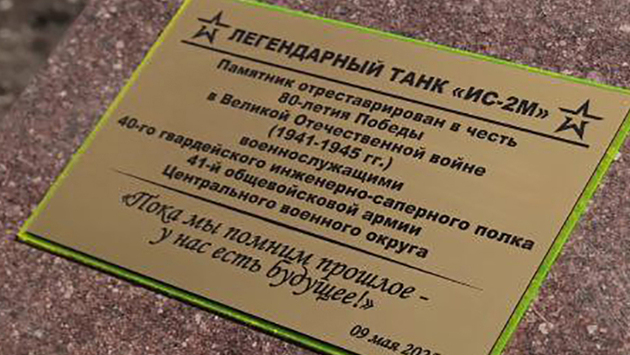 ЛЕГЕНДАРНЫЙ ТАНК «ИС-2М»
Памятник отреставрирован в честь
80-летия Победы
в Великой Отечественной войне
(1941-1945 гг.)
военнослужащими
40-го гвардейского инженерно-саперного полка
41-й общевойсковой армии
Центрального военного округа
«Пока мы помним прошлое -
у нас есть будущее!»
09 мая